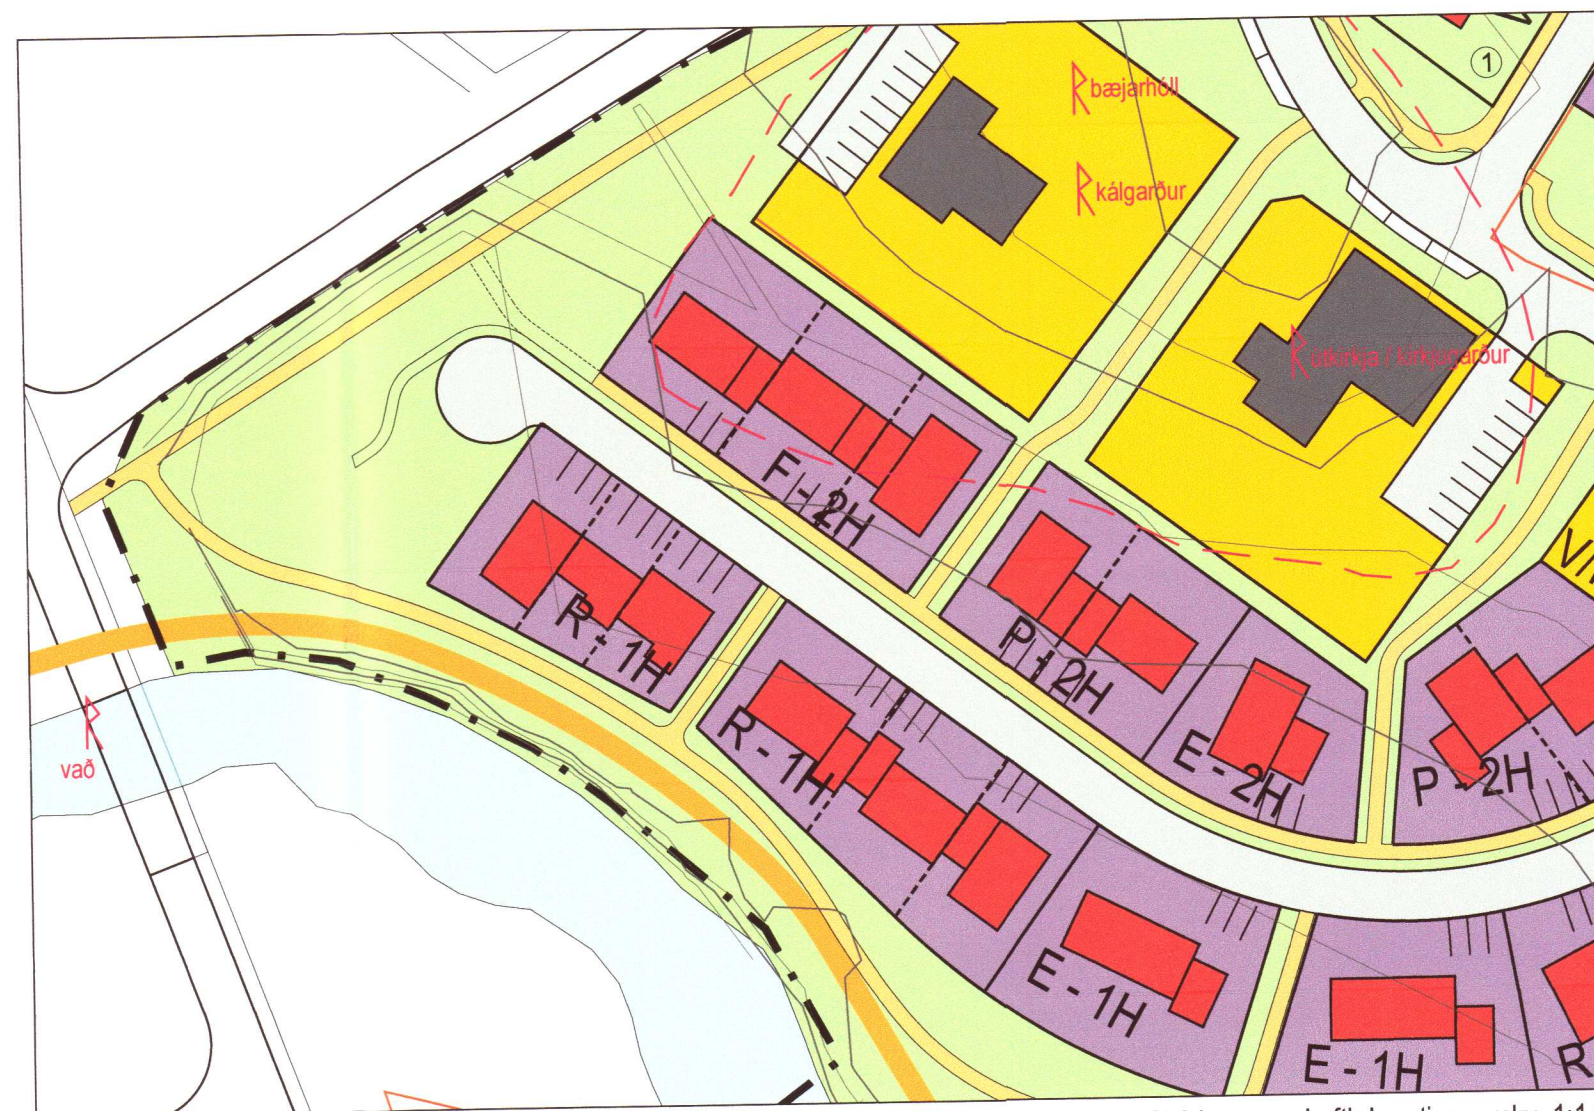 1
bæjarhóll
kálgarður
útkirkja / kirkjugarður
F - 2H
R - 1H
P - 2H
E - 2H
P - 2H
R - 1H
vað
E - 1H
E - 1H
R